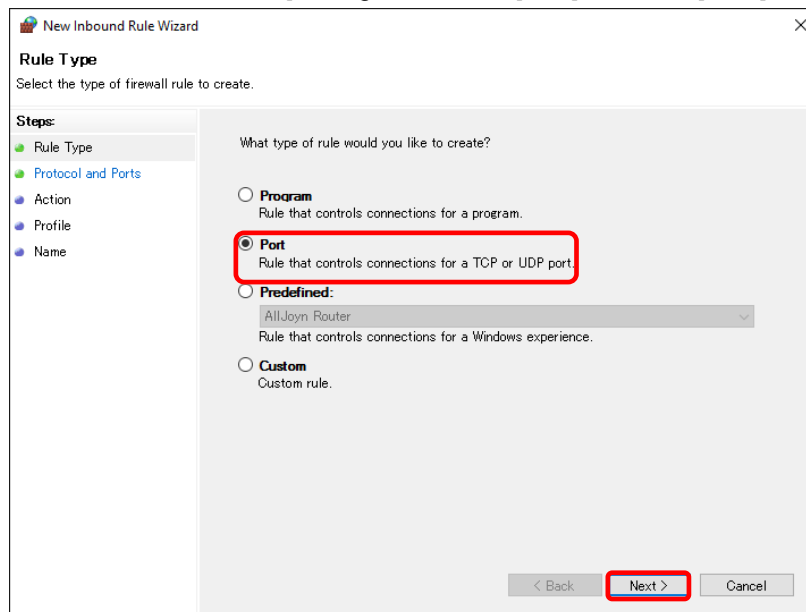 New Inbound Rule Wizard
Rule Type
Select the type of firewall rule to create.
Steps:
Rule Type
Protocol and Ports
Action
Profile
Name
What type of rule would you like to create?
Program
Rule that controls connections for a program.
Port
Rule that controls connections for a TCP or UDP port.
Predefined:
AllJoyn Router
Rule that controls connections for a Windows experience.
Custom
Custom rule.
< Back Next > Cancel